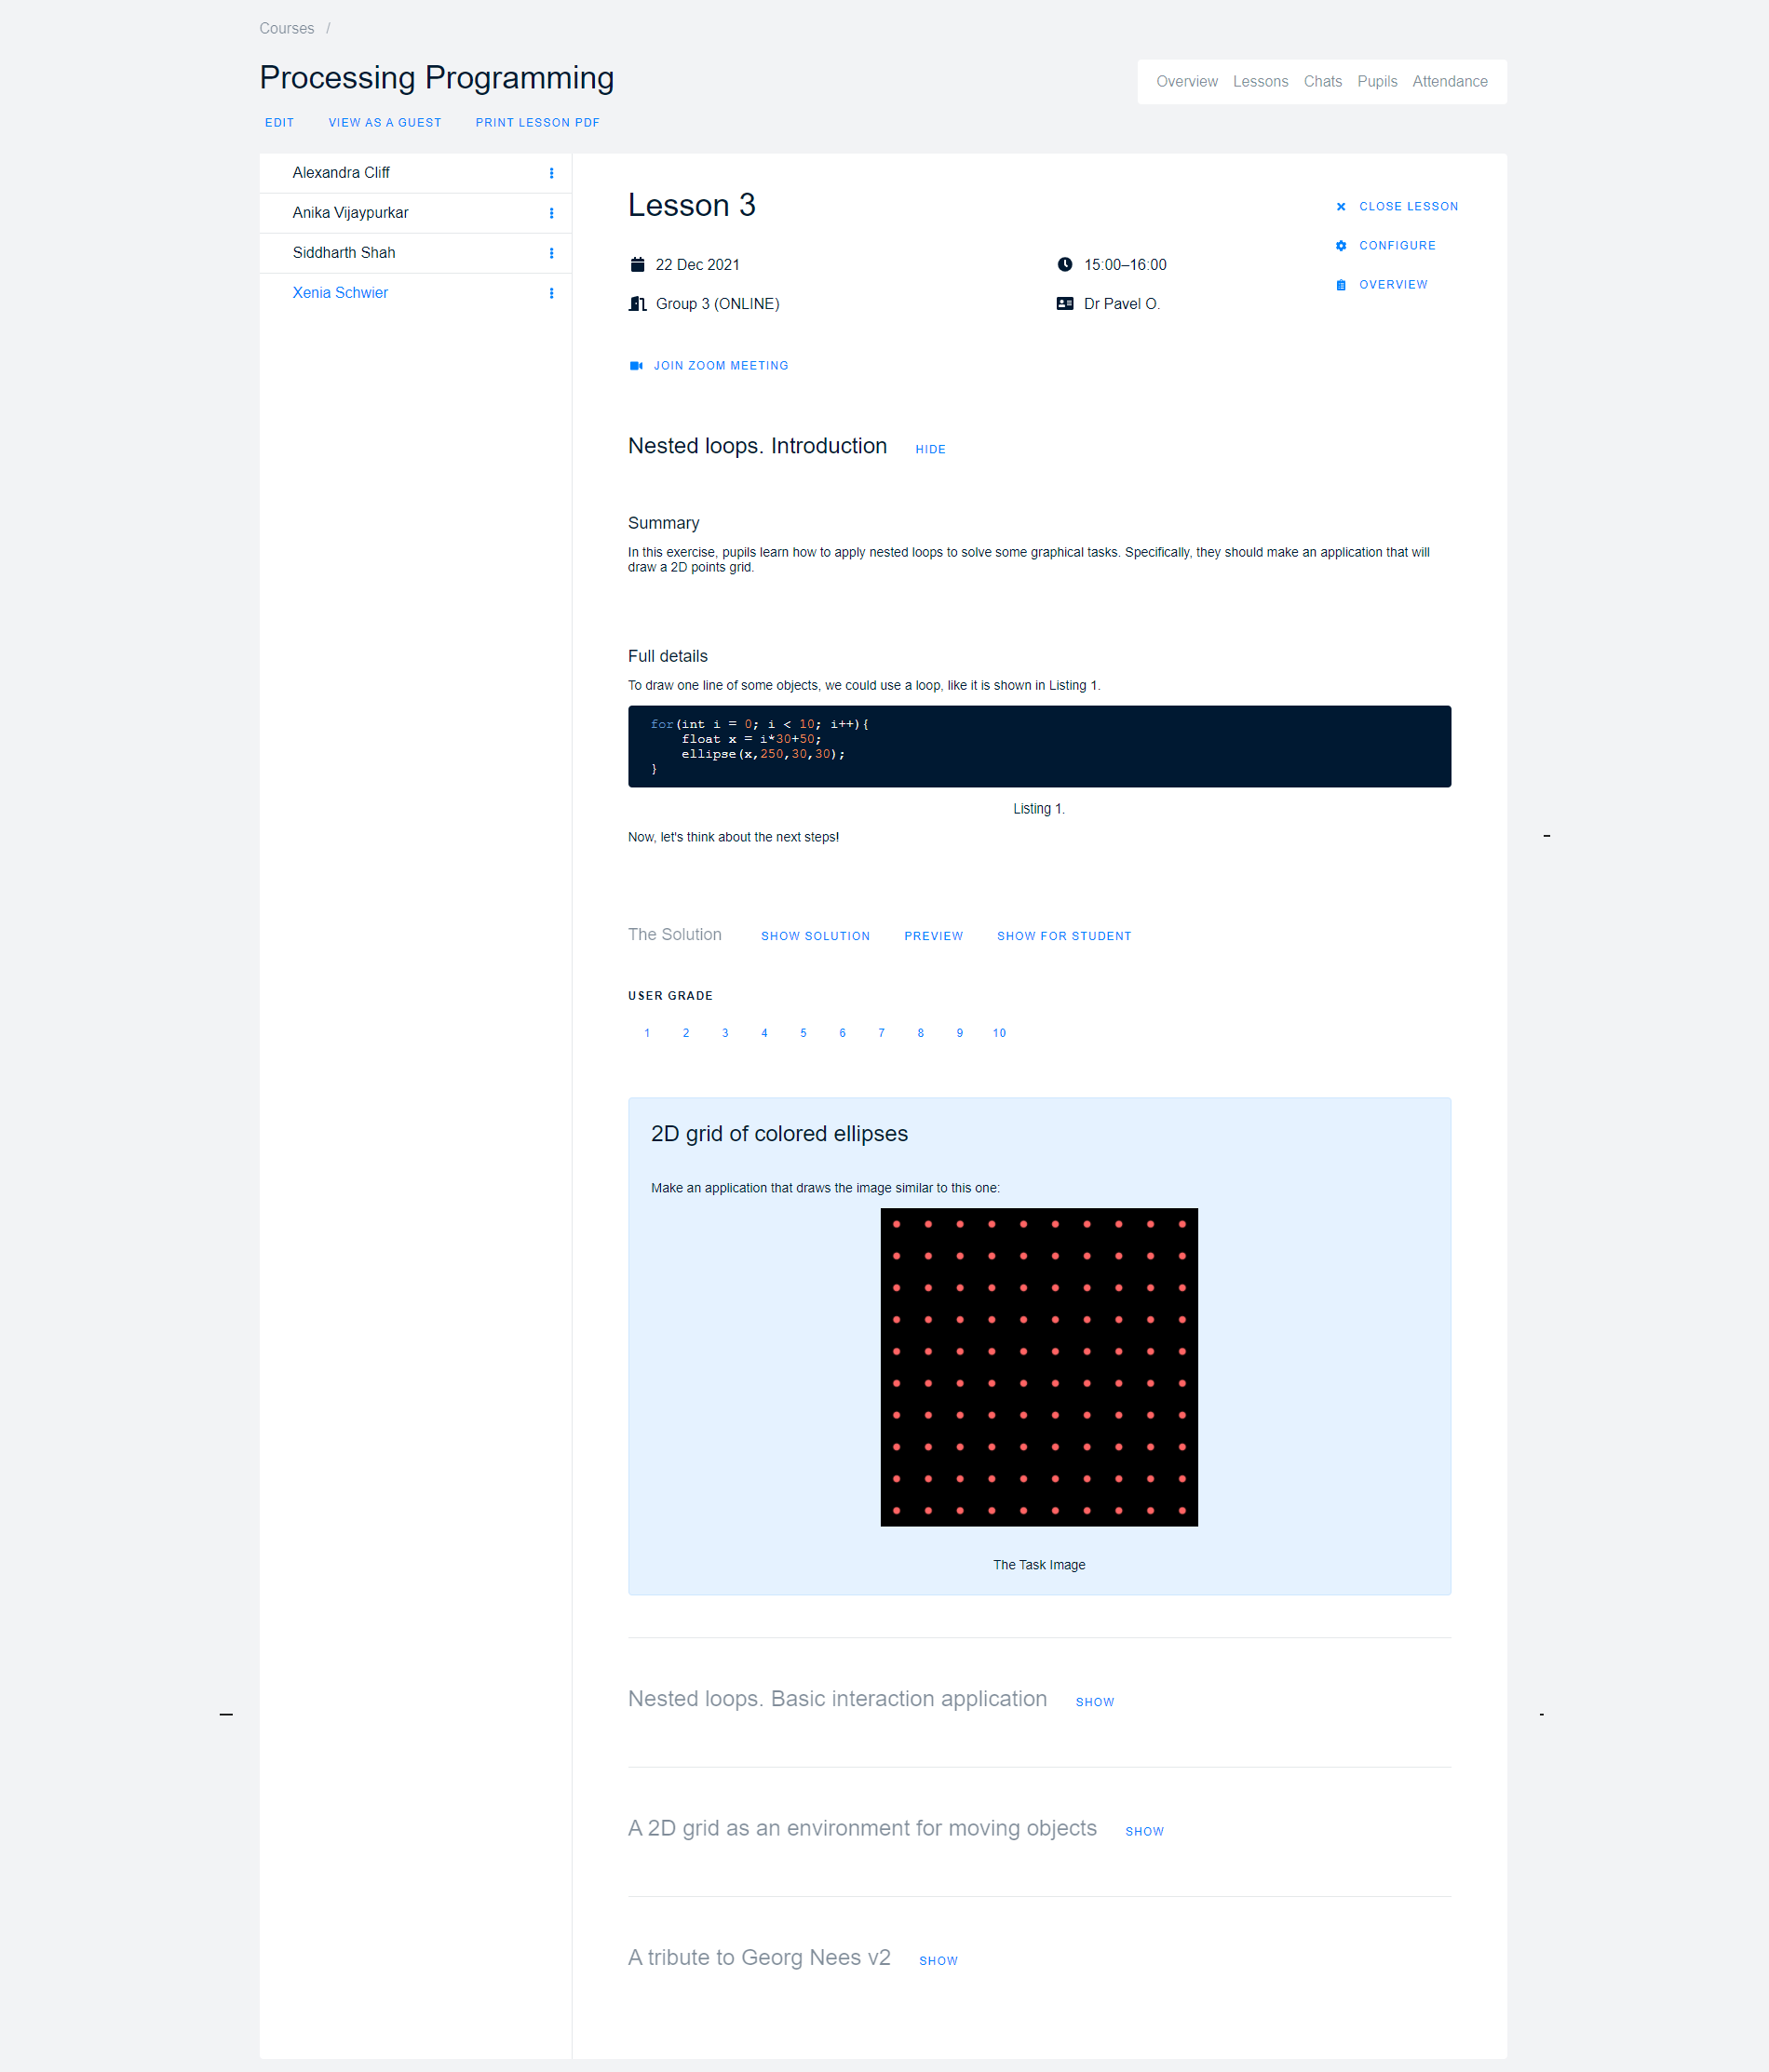 Courses /
Processing Programming
Overview Lessons Chats Pupils Attendance
EDIT VIEW AS A GUEST PRINT LESSON PDF
Alexandra Cliff
Anika Vijaypurkar
Siddharth Shah
Xenia Schwier
Lesson 3
CLOSE LESSON
CONFIGURE
OVERVIEW
22 Dec 2021
15:00–16:00
Group 3 (ONLINE)
Dr Pavel O.
JOIN ZOOM MEETING
Nested loops. Introduction HIDE
Summary
In this exercise, pupils learn how to apply nested loops to solve some graphical tasks. Specifically, they should make an application that will
draw a 2D points grid.
Full details
To draw one line of some objects, we could use a loop, like it is shown in Listing 1.
for(int i = 0; i < 10; i++){
    float x = i*30+50;
    ellipse(x,250,30,30);
}
Listing 1.
Now, let's think about the next steps!
The Solution SHOW SOLUTION PREVIEW SHOW FOR STUDENT
USER GRADE
1 2 3 4 5 6 7 8 9 10
2D grid of colored ellipses
Make an application that draws the image similar to this one:
The Task Image
Nested loops. Basic interaction application SHOW
A 2D grid as an environment for moving objects SHOW
A tribute to Georg Nees v2 SHOW